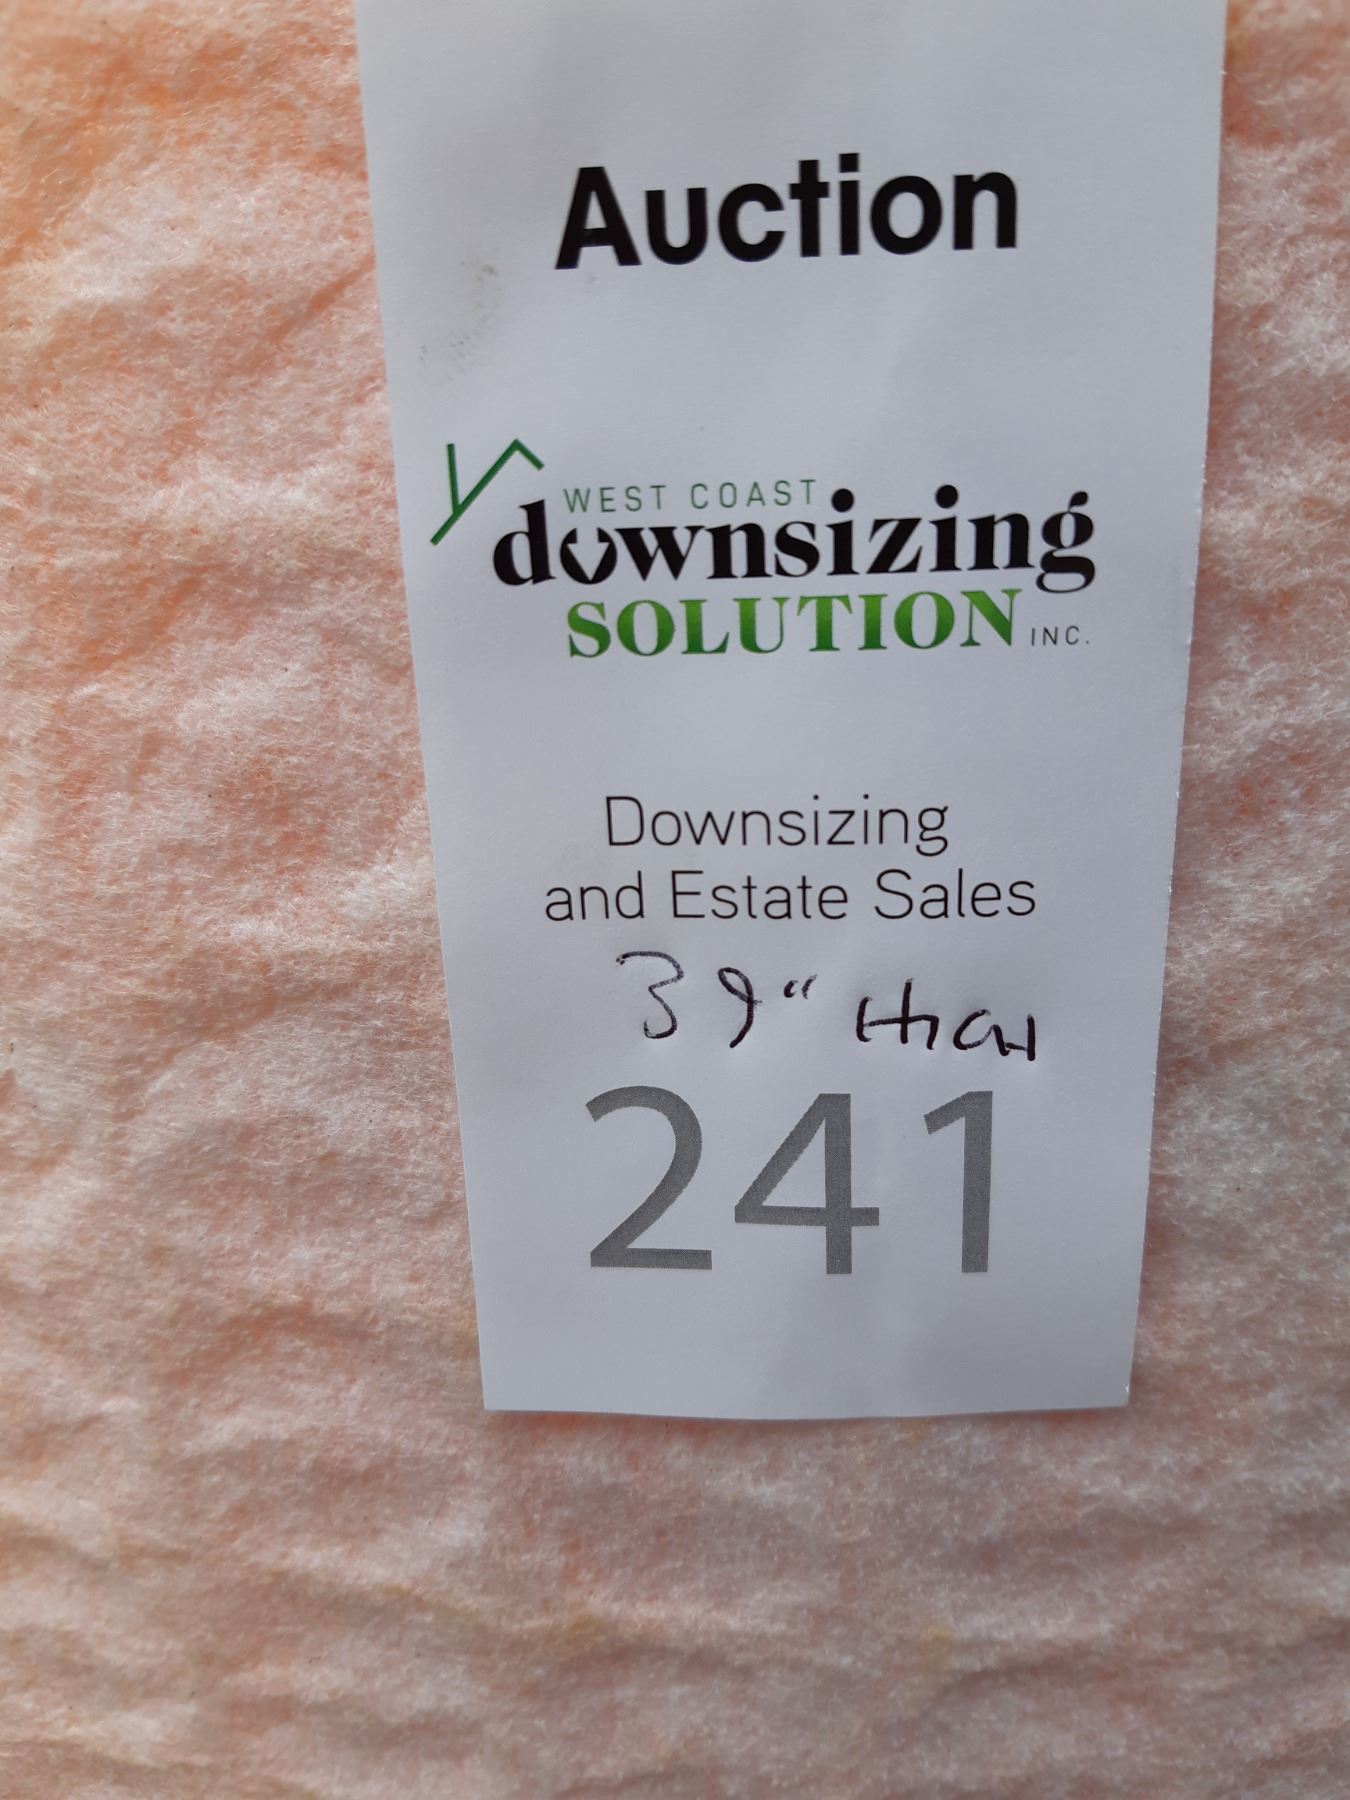 Auction
WEST COAST
downsizing
SOLUTION INC.
Downsizing
and Estate Sales
39" HIGH
241